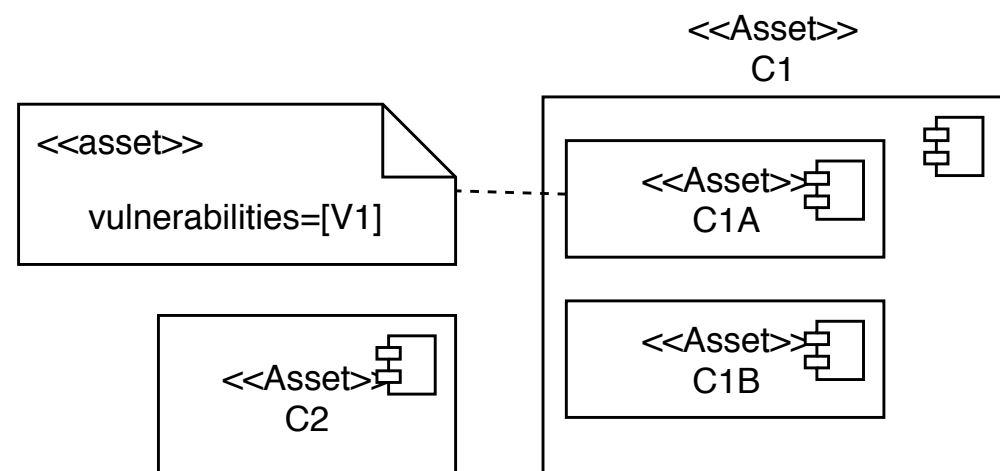 <<Asset>>
C1
<<asset>>
vulnerabilities=[V1]
<<Asset>>
C1A
<<Asset>>
C1B
<<Asset>>
C2